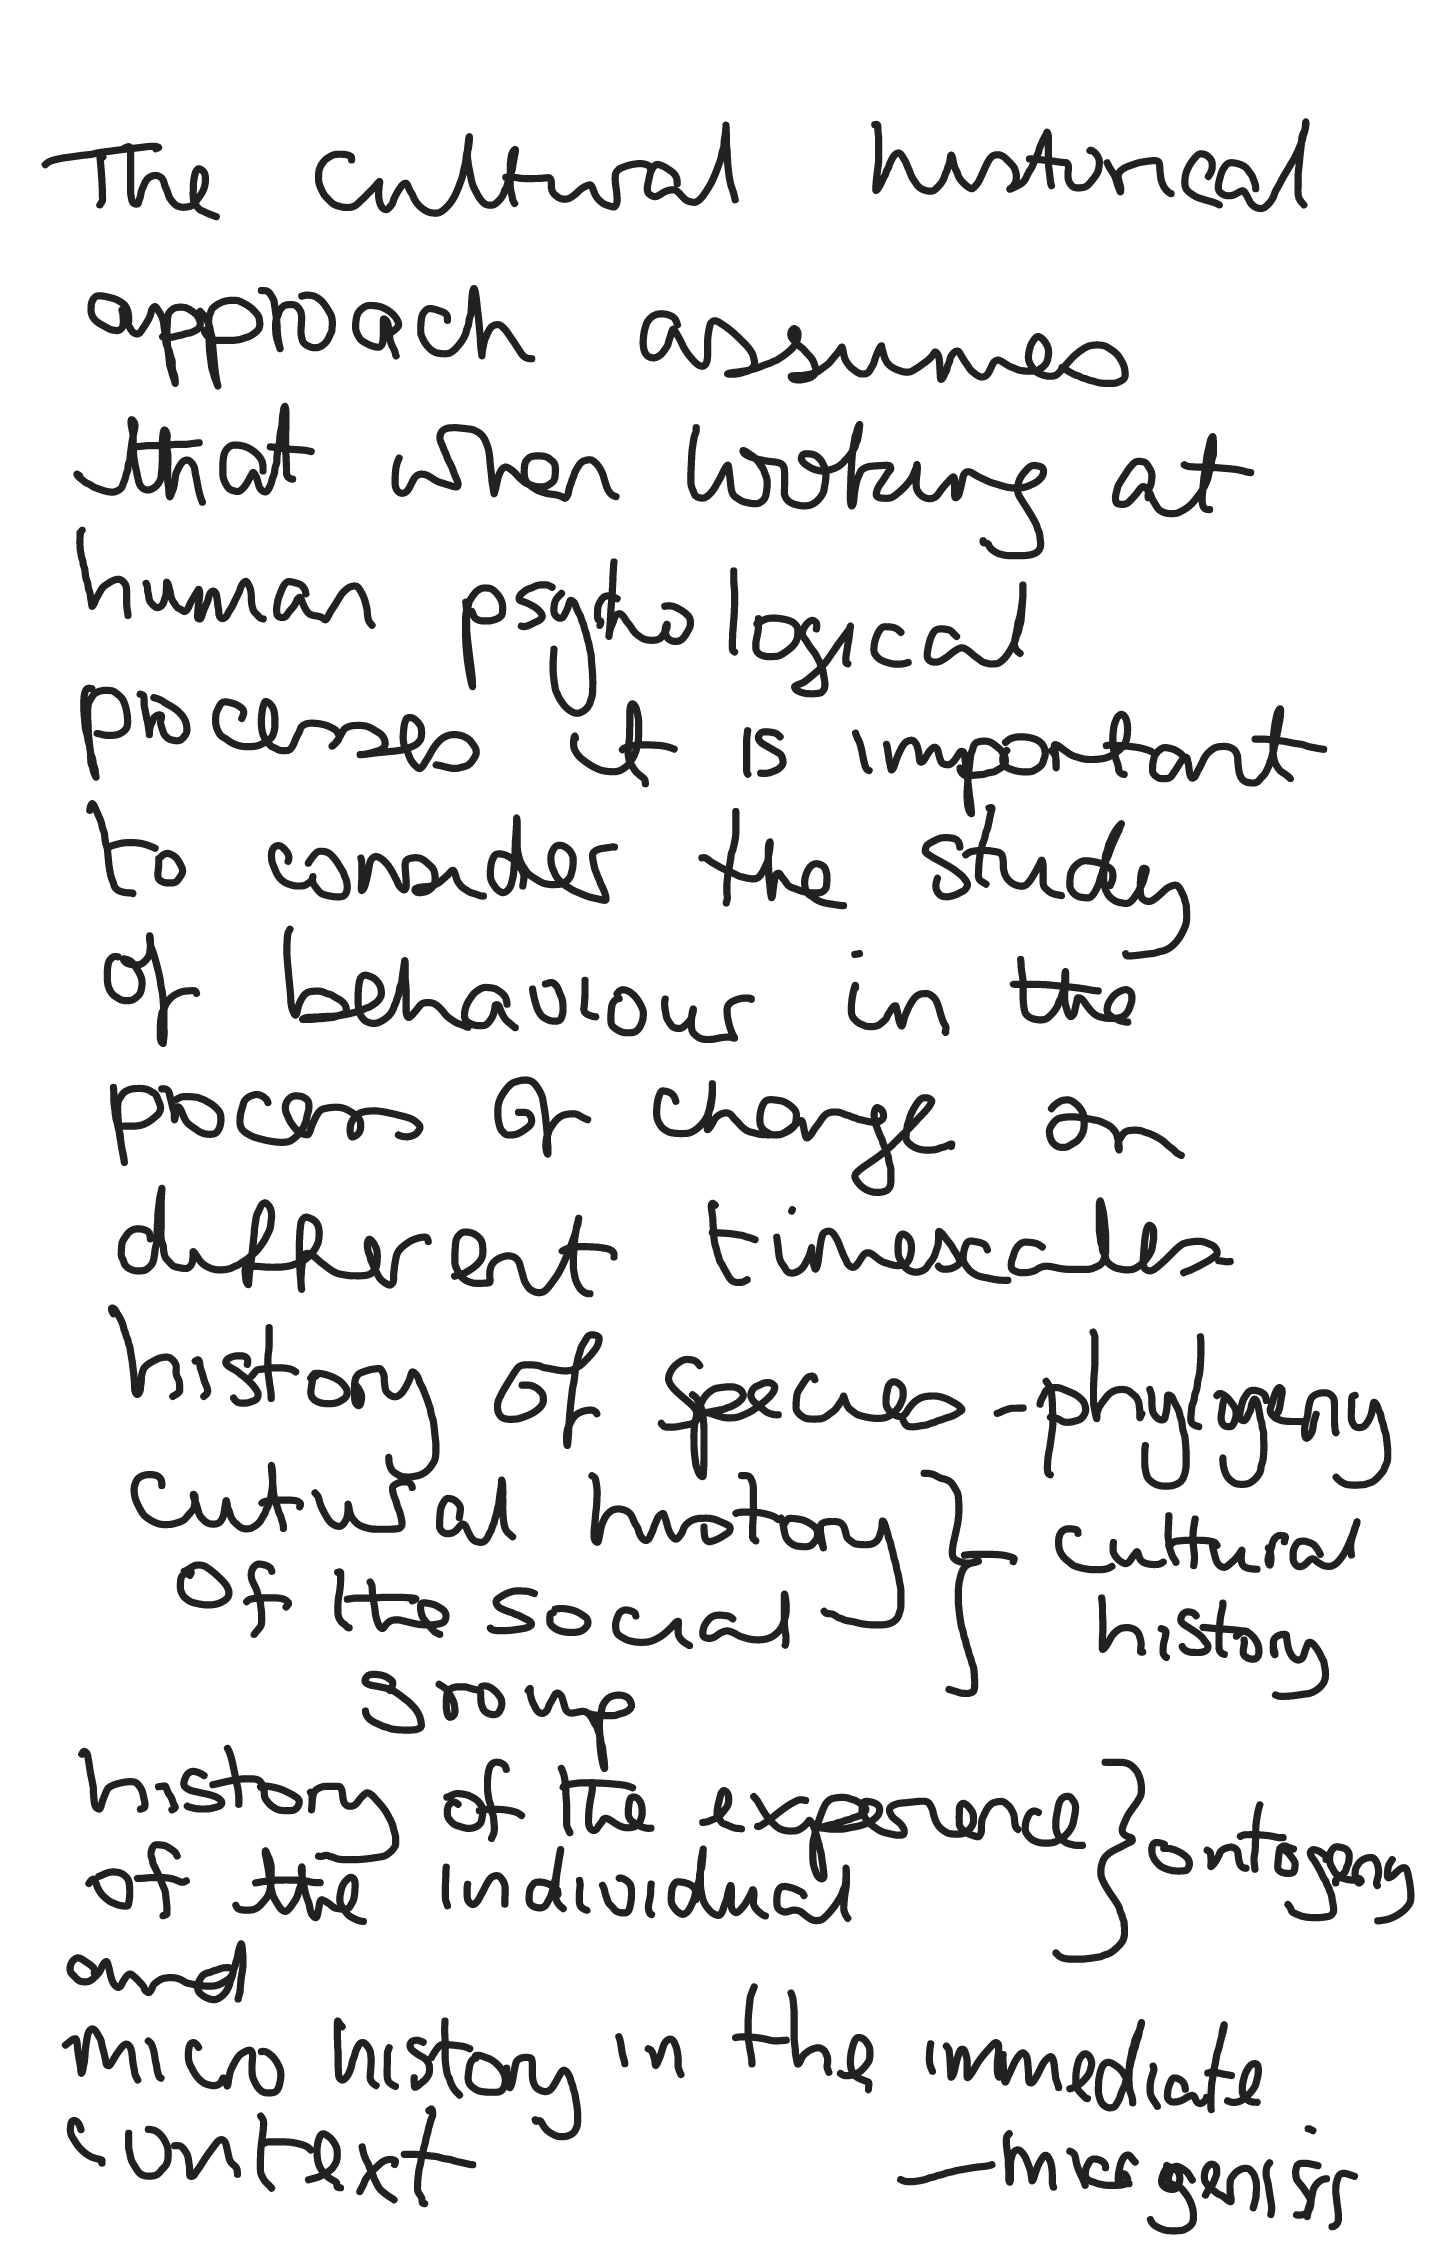 The cultural historical
approach assumes
that when looking at
human psychological
processes it is important
to consider the study
of behaviour in the
process of change on
different timescales
history of species - phylogeny
cutural history } - cultural
of the social history
group
history of the experience } ontogeny
of the individual
and
micro history in the immediate
context - microgenisis